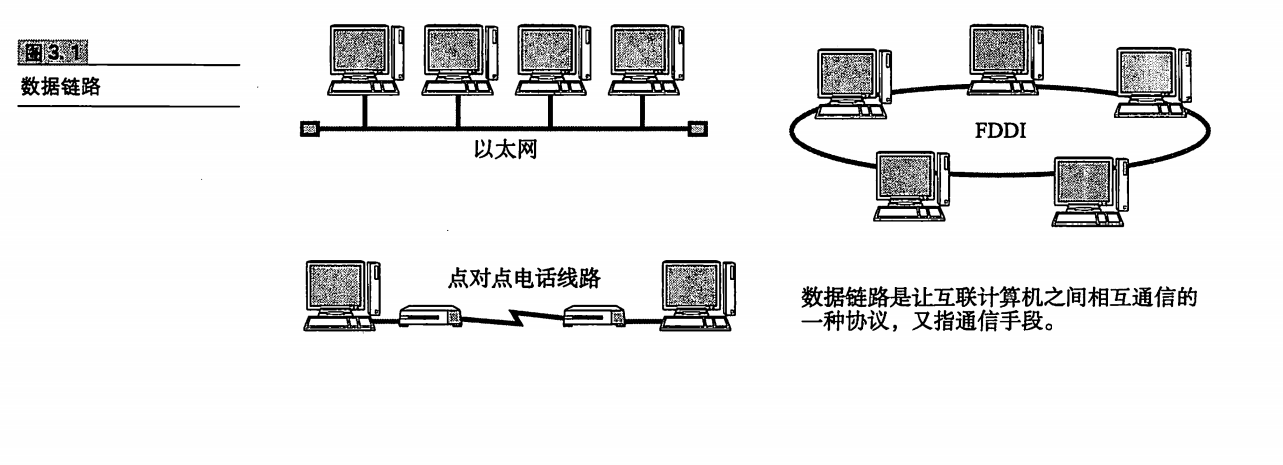 图3.1
数据链路
以太网
FDDI
点对点电话线路
数据链路是让互联计算机之间相互通信的
一种协议，又指通信手段。